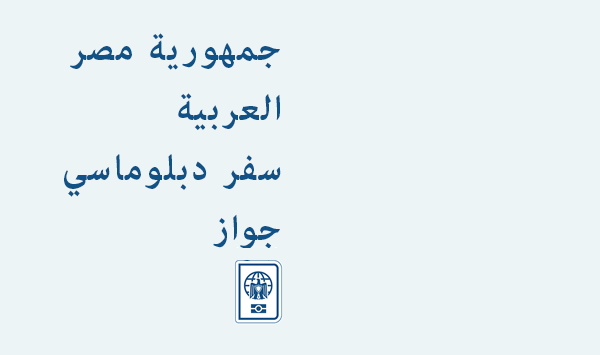 جمهورية مصر
العربية
سفر دبلوماسي
جواز